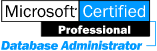 Microsoft Certified
Professional
Database Administrator